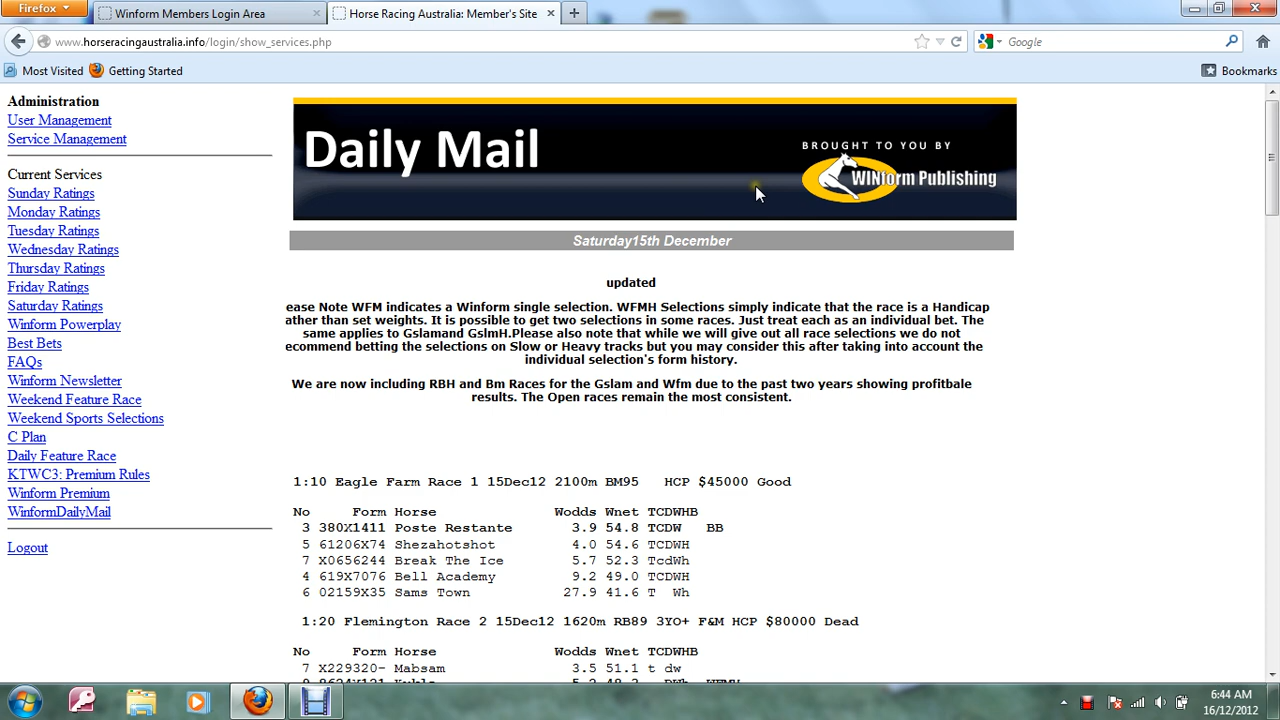 Firefox
Winform Members Login Area
Horse Racing Australia: Member's Site
www.horseracingaustralia.info/login/show_services.php
Google
Most Visited
Getting Started
Bookmarks
Administration
User Management
Service Management
Current Services
Sunday Ratings
Monday Ratings
Tuesday Ratings
Wednesday Ratings
Thursday Ratings
Friday Ratings
Saturday Ratings
Winform Powerplay
Best Bets
FAQs
Winform Newsletter
Weekend Feature Race
Weekend Sports Selections
C Plan
Daily Feature Race
KTWC3: Premium Rules
Winform Premium
WinformDailyMail
Logout
Daily Mail
BROUGHT TO YOU BY
WINform Publishing
Saturday15th December
updated
ease Note WFM indicates a Winform single selection. WFMH Selections simply indicate that the race is a Handicap
ather than set weights. It is possible to get two selections in some races. Just treat each as an individual bet. The
same applies to Gslamand GslmH.Please also note that while we will give out all race selections we do not
ecommend betting the selections on Slow or Heavy tracks but you may consider this after taking into account the
individual selection's form history.
We are now including RBH and Bm Races for the Gslam and Wfm due to the past two years showing profitbale
results. The Open races remain the most consistent.
1:10 Eagle Farm Race 1 15Dec12 2100m BM95 HCP $45000 Good
No Form Horse Wodds Wnet TCDWHB
3 380X1411 Poste Restante 3.9 54.8 TCDW BB
5 61206X74 Shezahotshot 4.0 54.6 TCDWH
7 X0656244 Break The Ice 5.7 52.3 TcdWh
4 619X7076 Bell Academy 9.2 49.0 TCDWH
6 02159X35 Sams Town 27.9 41.6 T Wh
1:20 Flemington Race 2 15Dec12 1620m RB89 3YO+ F&M HCP $80000 Dead
No Form Horse Wodds Wnet TCDWHB
7 X229320- Mabsam 3.5 51.1 t dw
6:44 AM
16/12/2012